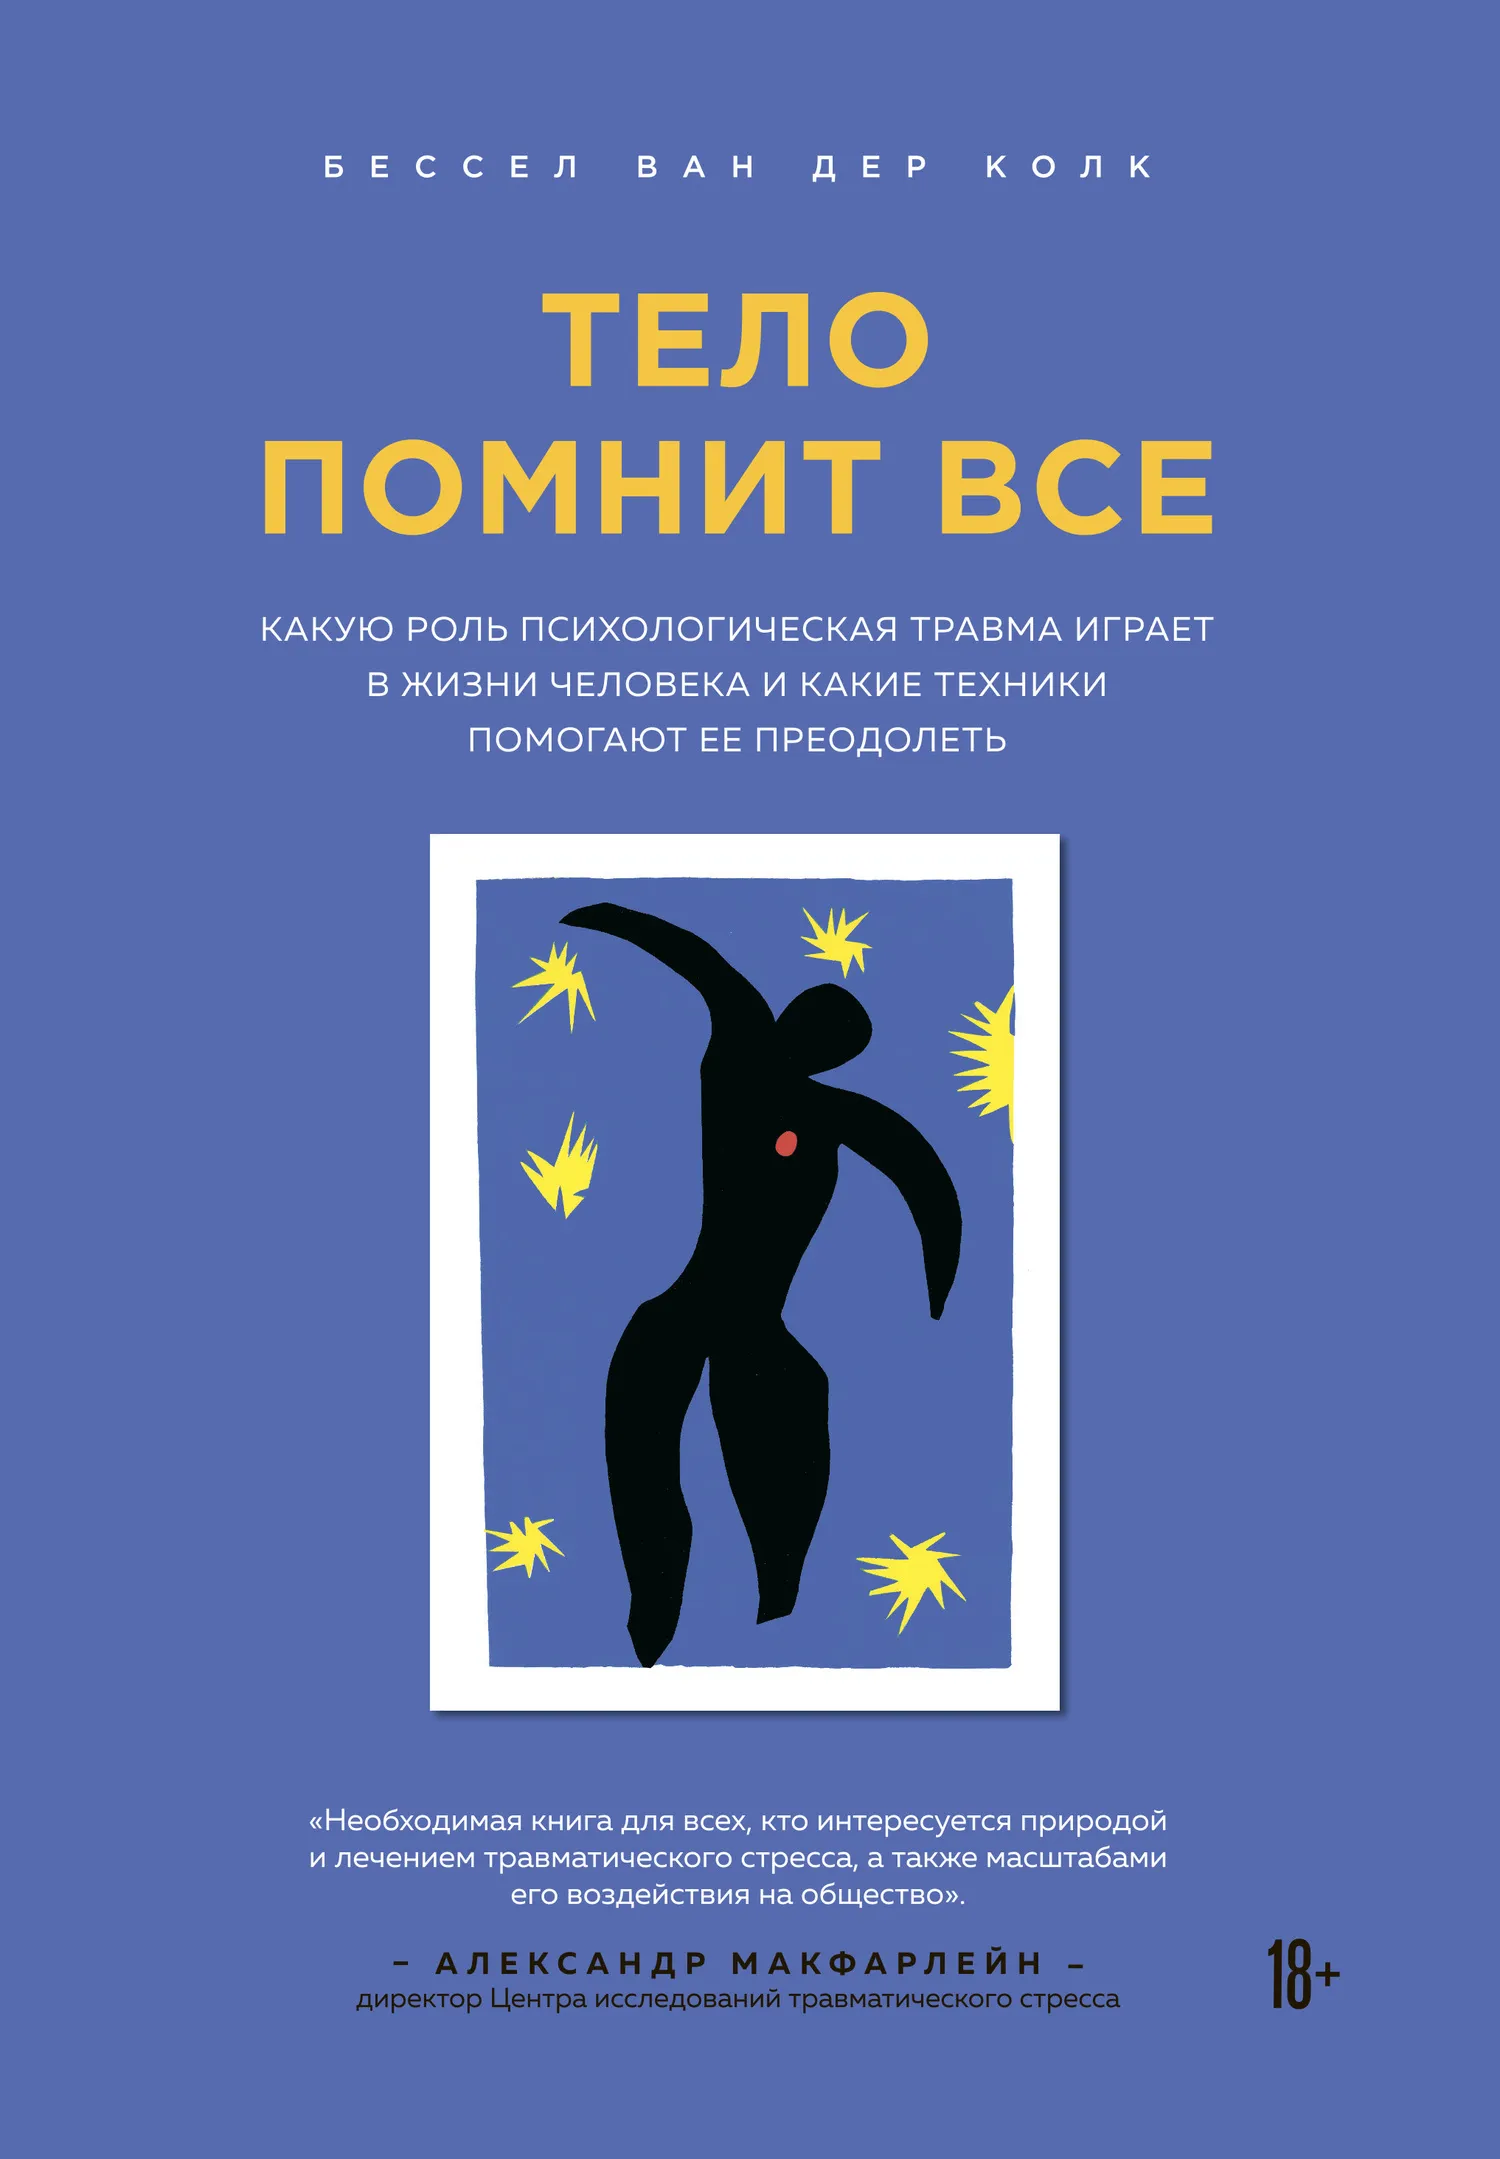 БЕССЕЛ ВАН ДЕР КОЛК
ТЕЛО
ПОМНИТ ВСЕ
КАКУЮ РОЛЬ ПСИХОЛОГИЧЕСКАЯ ТРАВМА ИГРАЕТ
В ЖИЗНИ ЧЕЛОВЕКА И КАКИЕ ТЕХНИКИ
ПОМОГАЮТ ЕЕ ПРЕОДОЛЕТЬ
«Необходимая книга для всех, кто интересуется природой
и лечением травматического стресса, а также масштабами
его воздействия на общество».
– АЛЕКСАНДР МАКФАРЛЕЙН –
директор Центра исследований травматического стресса
18+